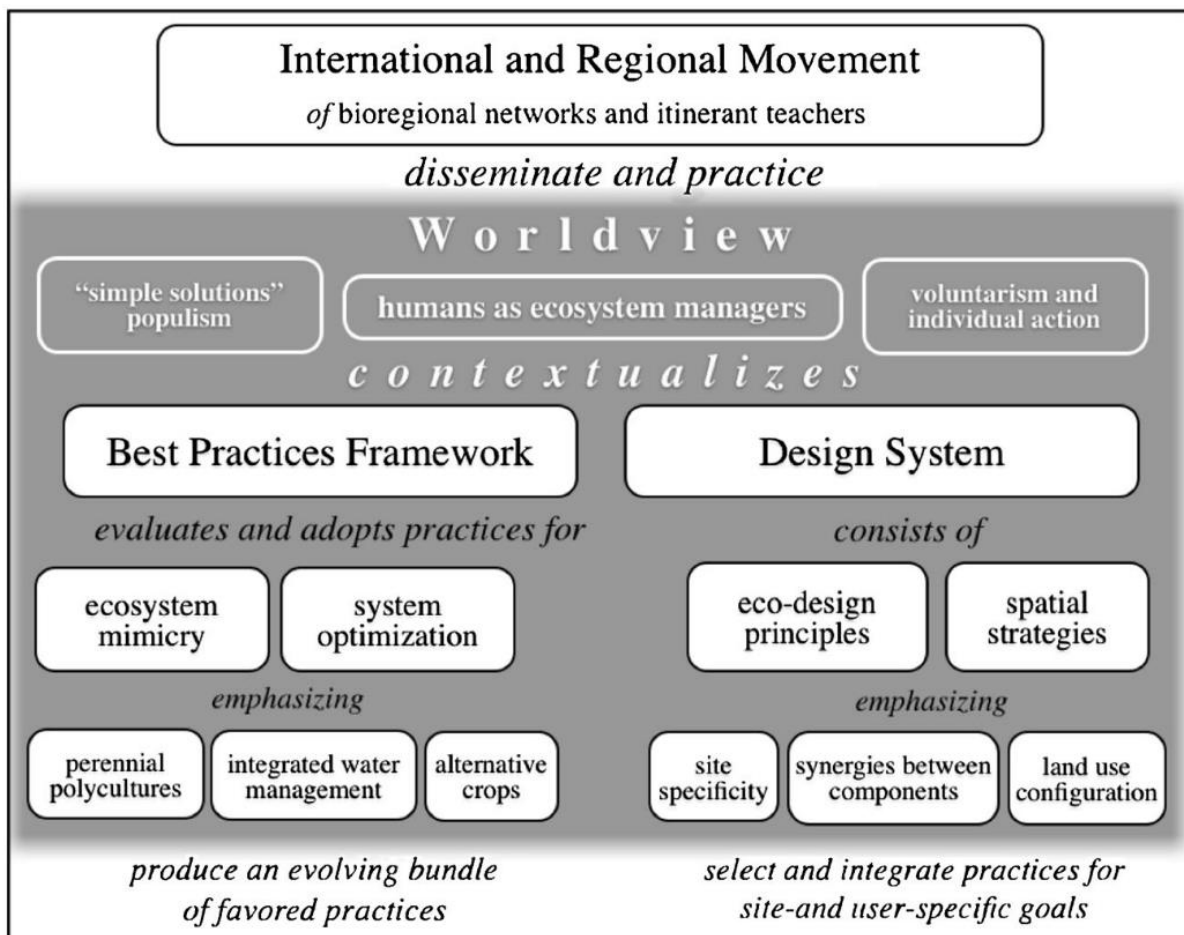 International and Regional Movement
of bioregional networks and itinerant teachers
disseminate and practice
Worldview
“simple solutions”
populism
humans as ecosystem managers
voluntarism and
individual action
contextualizes
Best Practices Framework
evaluates and adopts practices for
ecosystem
mimicry
system
optimization
emphasizing
perennial
polycultures
integrated water
management
alternative
crops
produce an evolving bundle
of favored practices
Design System
consists of
eco-design
principles
spatial
strategies
emphasizing
site
specificity
synergies between
components
land use
configuration
select and integrate practices for
site-and user-specific goals